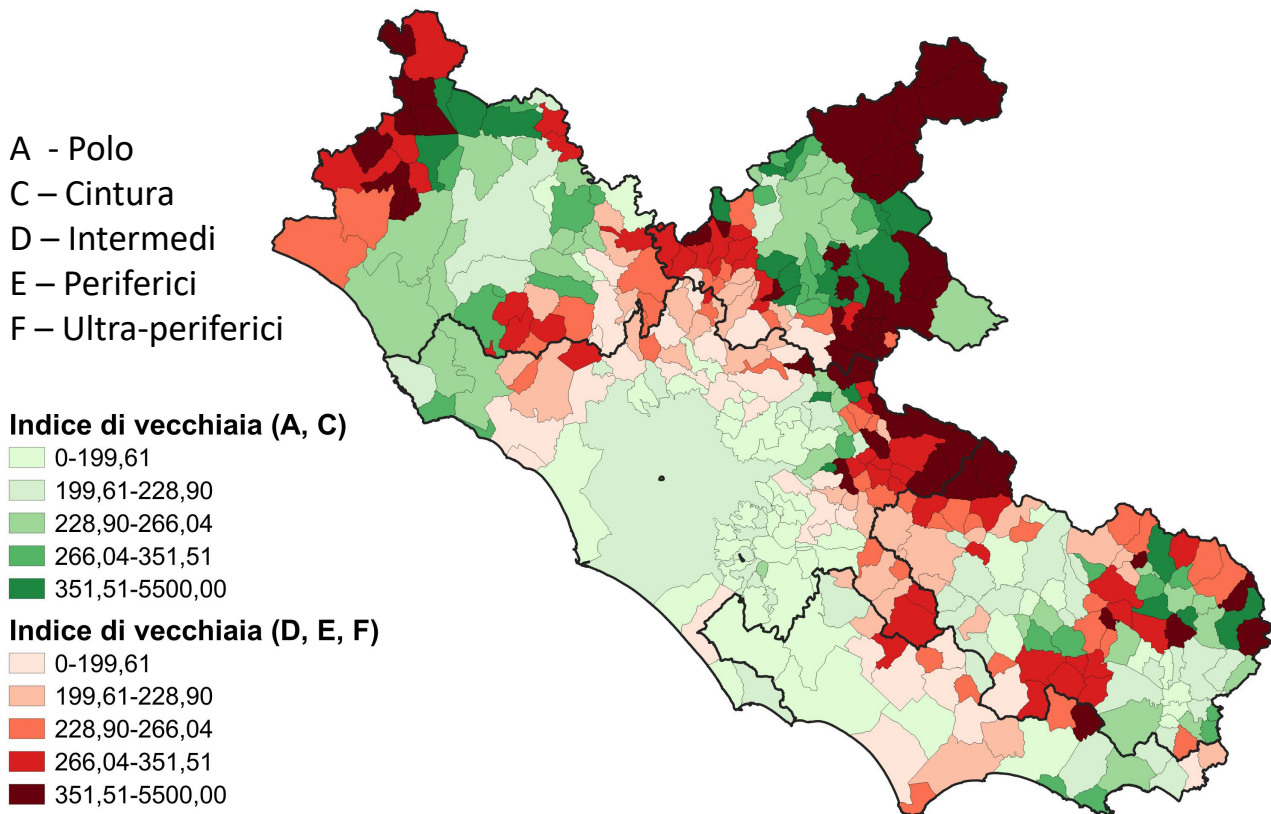 A - Polo
C – Cintura
D – Intermedi
E – Periferici
F – Ultra-periferici
Indice di vecchiaia (A, C)
0-199,61
199,61-228,90
228,90-266,04
266,04-351,51
351,51-5500,00
Indice di vecchiaia (D, E, F)
0-199,61
199,61-228,90
228,90-266,04
266,04-351,51
351,51-5500,00